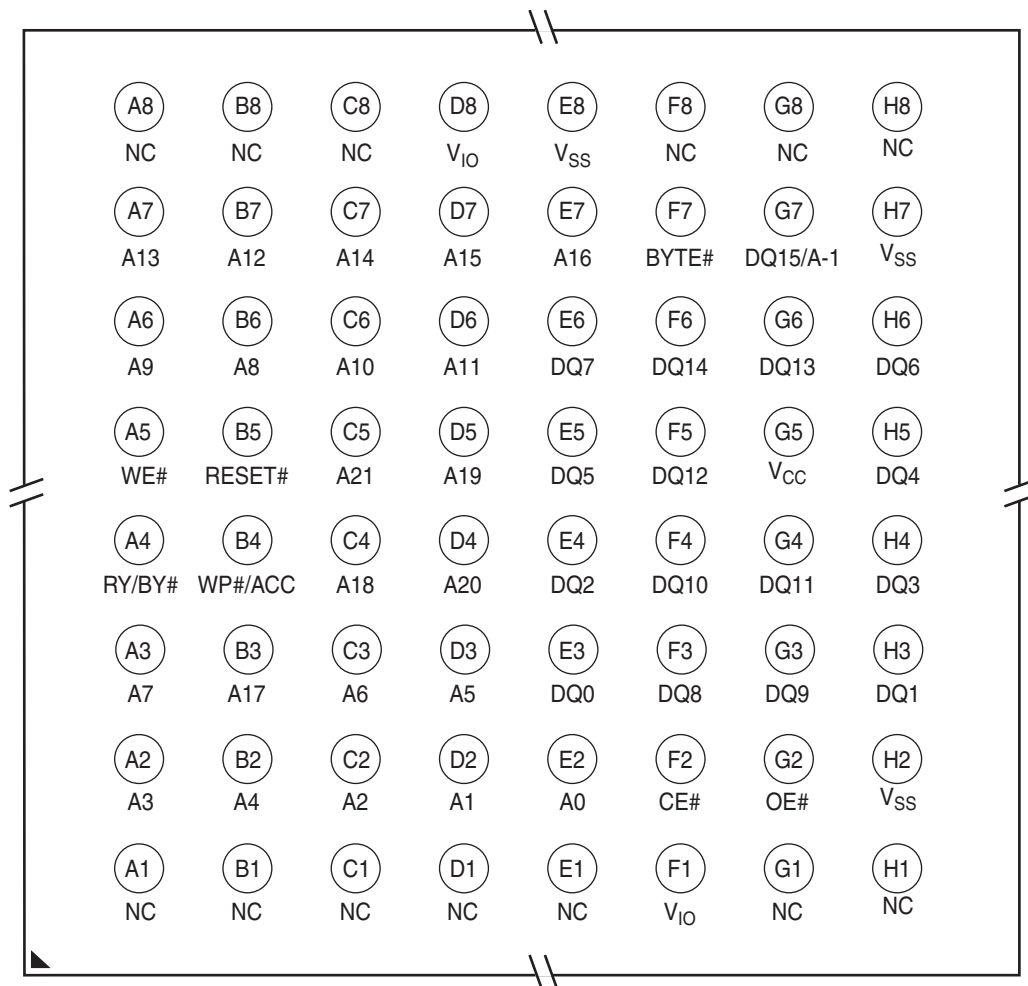 A8 B8 C8 D8 E8 F8 G8 H8
NC NC NC VIO VSS NC NC NC
A7 B7 C7 D7 E7 F7 G7 H7
A13 A12 A14 A15 A16 BYTE# DQ15/A-1 VSS
A6 B6 C6 D6 E6 F6 G6 H6
A9 A8 A10 A11 DQ7 DQ14 DQ13 DQ6
A5 B5 C5 D5 E5 F5 G5 H5
WE# RESET# A21 A19 DQ5 DQ12 VCC DQ4
A4 B4 C4 D4 E4 F4 G4 H4
RY/BY# WP#/ACC A18 A20 DQ2 DQ10 DQ11 DQ3
A3 B3 C3 D3 E3 F3 G3 H3
A7 A17 A6 A5 DQ0 DQ8 DQ9 DQ1
A2 B2 C2 D2 E2 F2 G2 H2
A3 A4 A2 A1 A0 CE# OE# VSS
A1 B1 C1 D1 E1 F1 G1 H1
NC NC NC NC NC VIO NC NC